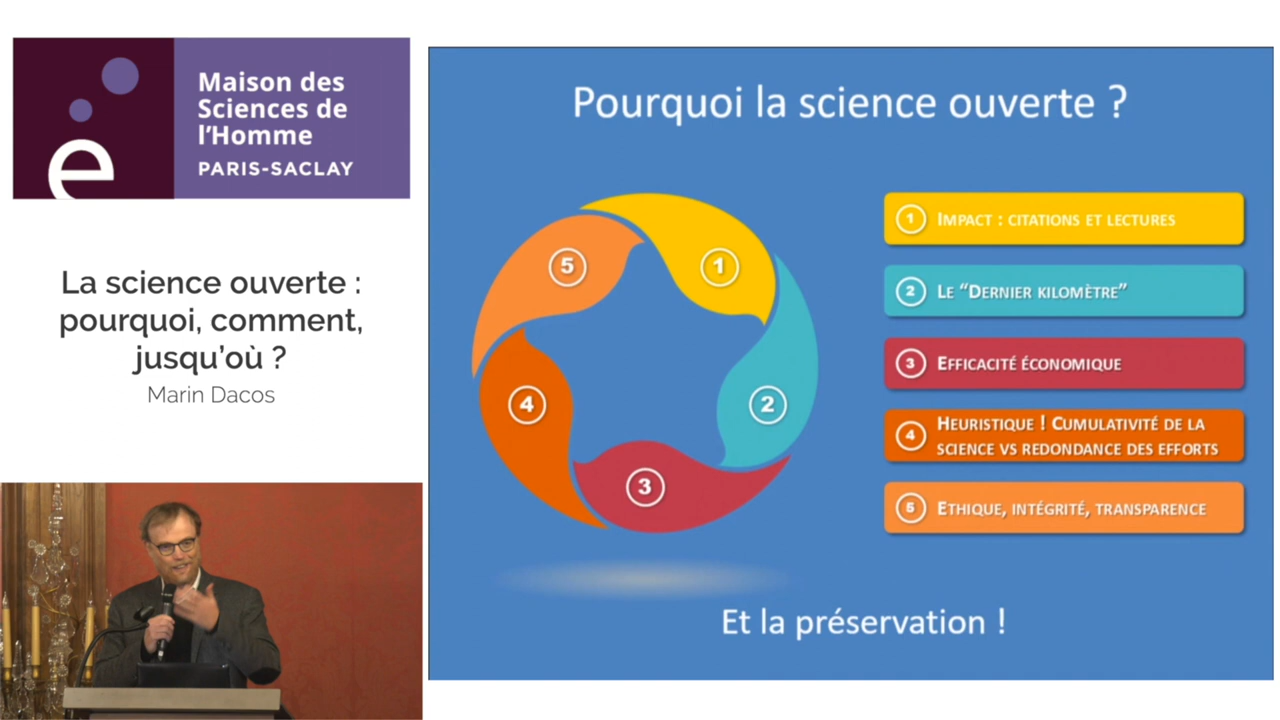 Maison des
Sciences de
l'Homme
PARIS-SACLAY
La science ouverte :
pourquoi, comment,
jusqu'où ?
Marin Dacos
Pourquoi la science ouverte ?
1
2
3
4
5
1 IMPACT : CITATIONS ET LECTURES
2 LE “DERNIER KILOMÈTRE”
3 EFFICACITÉ ÉCONOMIQUE
4 HEURISTIQUE ! CUMULATIVITÉ DE LA
SCIENCE VS REDONDANCE DES EFFORTS
5 ETHIQUE, INTÉGRITÉ, TRANSPARENCE
Et la préservation !